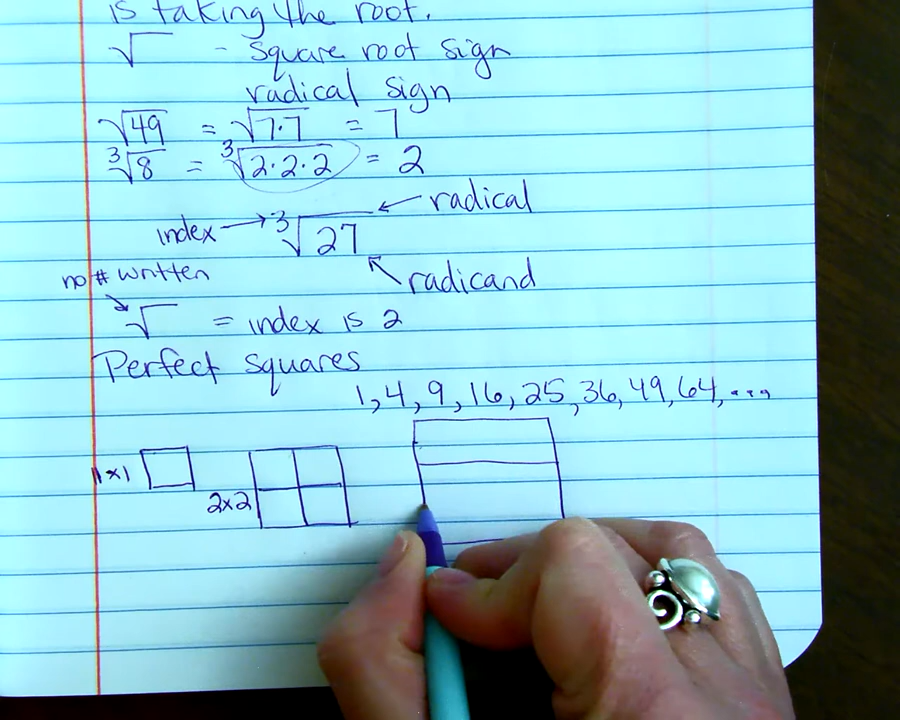 is taking the root.
√ - square root sign
radical sign
√49 = √7·7 = 7
∛8 = ∛2·2·2 = 2
radical
index → ∛27
radicand
no # written
√ = index is 2
Perfect squares
1, 4, 9, 16, 25, 36, 49, 64, ...,
1x1
2x2